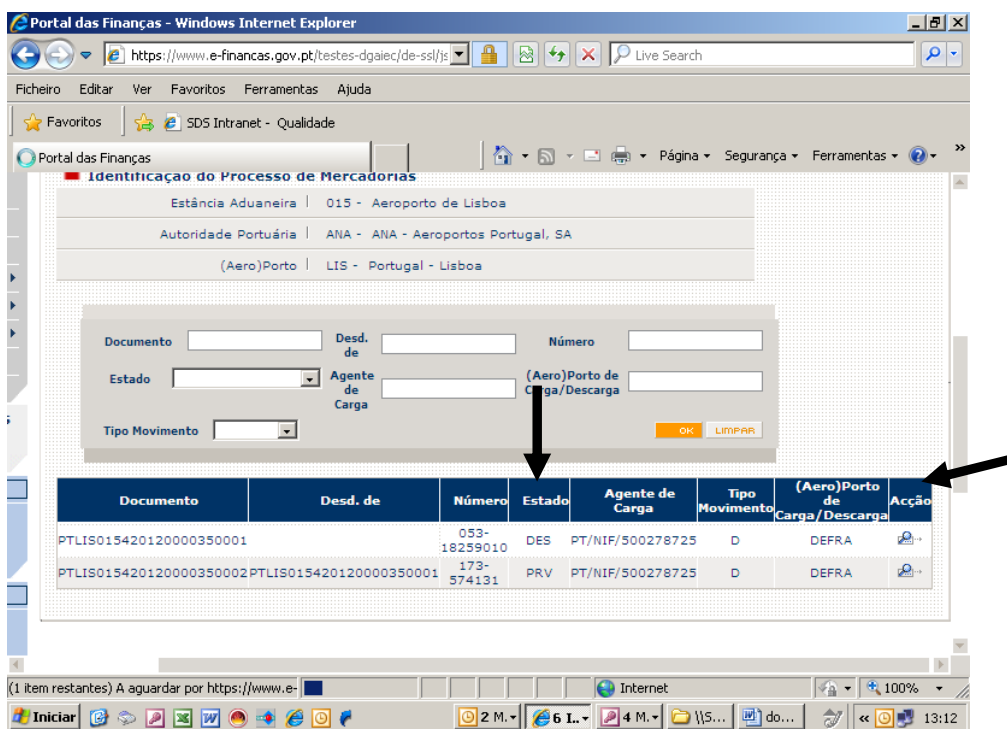 Portal das Finanças - Windows Internet Explorer
https://www.e-financas.gov.pt/testes-dgaiec/de-ssl/js
Live Search
Ficheiro Editar Ver Favoritos Ferramentas Ajuda
Favoritos SDS Intranet - Qualidade
Portal das Finanças Página Segurança Ferramentas »
Identificação do Processo de Mercadorias
Estância Aduaneira 015 - Aeroporto de Lisboa
Autoridade Portuária ANA - ANA - Aeroportos Portugal, SA
(Aero)Porto LIS - Portugal - Lisboa
Documento Desd. de Número
Estado Agente de Carga (Aero)Porto de Carga/Descarga
Tipo Movimento OK LIMPAR
Documento Desd. de Número Estado Agente de Carga Tipo Movimento (Aero)Porto de Carga/Descarga Acção
PTLIS015420120000350001 053-18259010 DES PT/NIF/500278725 D DEFRA
PTLIS015420120000350002 PTLIS015420120000350001 173-574131 PRV PT/NIF/500278725 D DEFRA
(1 item restantes) A aguardar por https://www.e- Internet 100%
Iniciar 2 M. 6 I.. 4 M. \\S... do... « 13:12